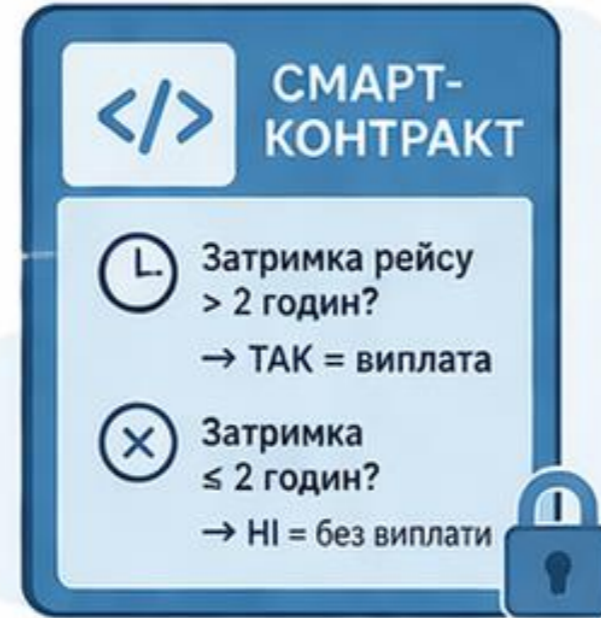 </>
СМАРТ-
КОНТРАКТ
Затримка рейсу
> 2 годин?
→ ТАК = виплата
Затримка
≤ 2 годин?
→ НІ = без виплати